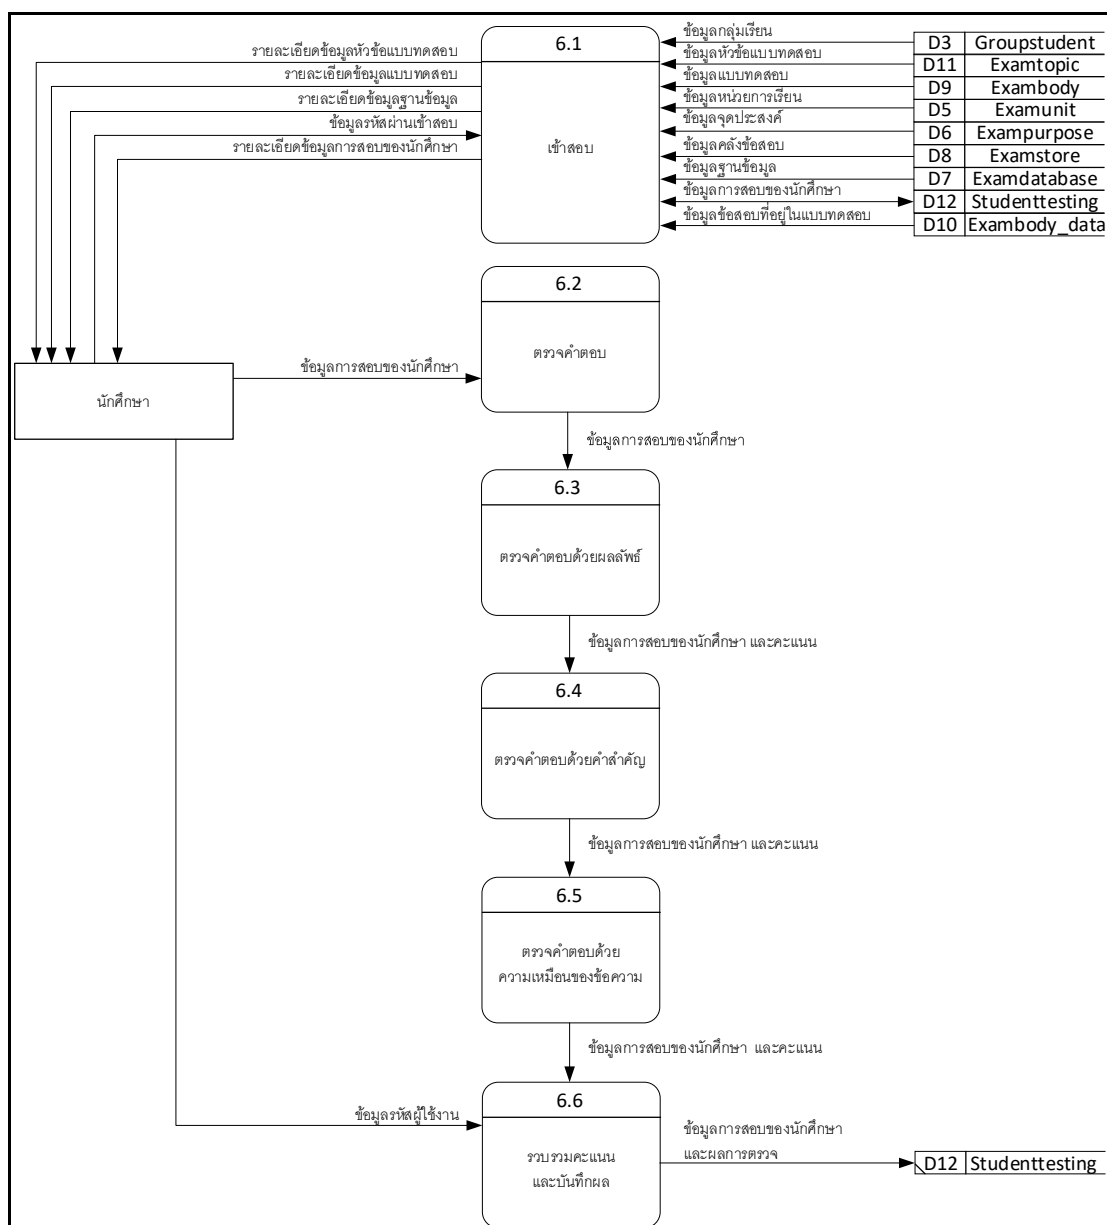 6.1
เข้าสอบ
รายละเอียดข้อมูลหัวข้อแบบทดสอบ
รายละเอียดข้อมูลแบบทดสอบ
รายละเอียดข้อมูลฐานข้อมูล
ข้อมูลรหัสผ่านเข้าสอบ
รายละเอียดข้อมูลการสอบของนักศึกษา
ข้อมูลกลุ่มเรียน
ข้อมูลหัวข้อแบบทดสอบ
ข้อมูลแบบทดสอบ
ข้อมูลหน่วยการเรียน
ข้อมูลจุดประสงค์
ข้อมูลคลังข้อสอบ
ข้อมูลฐานข้อมูล
ข้อมูลการสอบของนักศึกษา
ข้อมูลข้อสอบที่อยู่ในแบบทดสอบ
D3 Groupstudent
D11 Examtopic
D9 Exambody
D5 Examunit
D6 Exampurpose
D8 Examstore
D7 Examdatabase
D12 Studenttesting
D10 Exambody_data
6.2
ตรวจคำตอบ
ข้อมูลการสอบของนักศึกษา
นักศึกษา
ข้อมูลการสอบของนักศึกษา
6.3
ตรวจคำตอบด้วยผลลัพธ์
ข้อมูลการสอบของนักศึกษา และคะแนน
6.4
ตรวจคำตอบด้วยคำสำคัญ
ข้อมูลการสอบของนักศึกษา และคะแนน
6.5
ตรวจคำตอบด้วย
ความเหมือนของข้อความ
ข้อมูลการสอบของนักศึกษา และคะแนน
6.6
รวบรวมคะแนน
และบันทึกผล
ข้อมูลรหัสผู้ใช้งาน
ข้อมูลการสอบของนักศึกษา
และผลการตรวจ
D12 Studenttesting